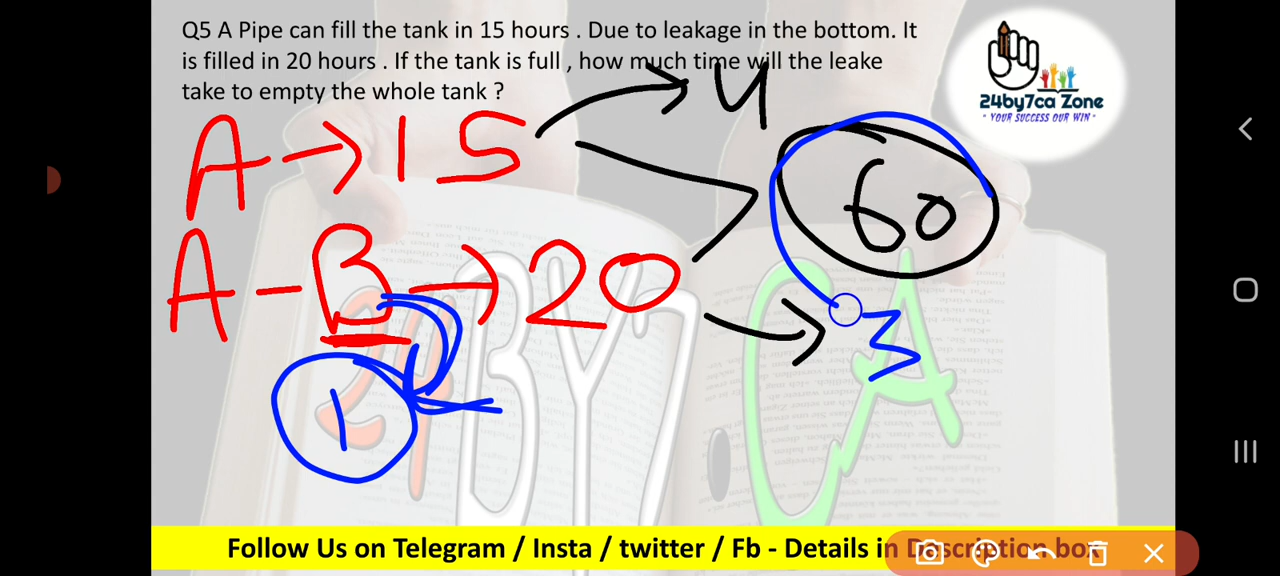 Q5 A Pipe can fill the tank in 15 hours . Due to leakage in the bottom. It
is filled in 20 hours . If the tank is full , how much time will the leake
take to empty the whole tank ?
24by7ca Zone
" YOUR SUCCESS OUR WIN "
A → 15
4
60
A - B → 20
3
1
24BY7.CA
Follow Us on Telegram / Insta / twitter / Fb - Details in Description box